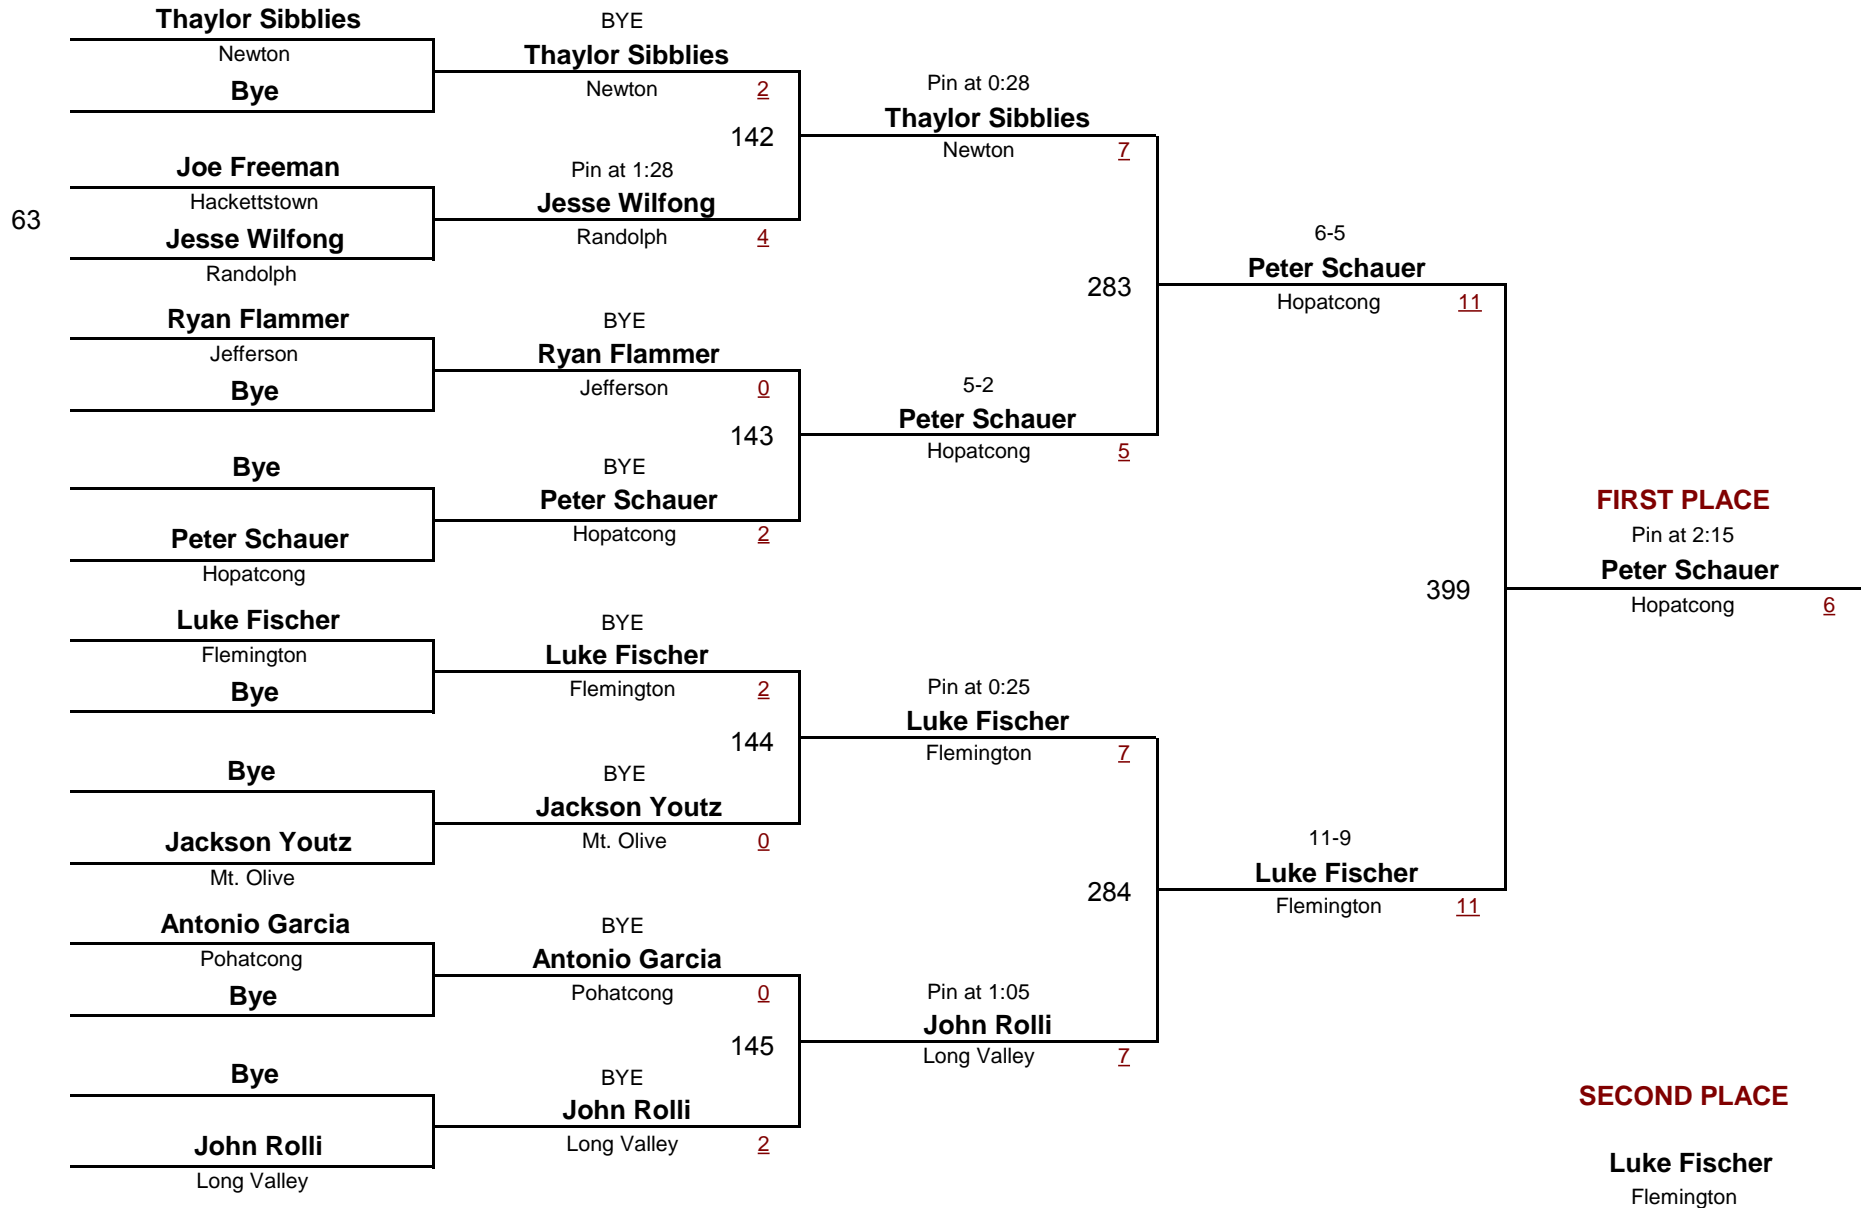 Thaylor Sibblies
Newton
Bye
63
Joe Freeman
Hackettstown
Jesse Wilfong
Randolph
Ryan Flammer
Jefferson
Bye
Bye
Peter Schauer
Hopatcong
Luke Fischer
Flemington
Bye
Bye
Jackson Youtz
Mt. Olive
Antonio Garcia
Pohatcong
Bye
Bye
John Rolli
Long Valley
BYE
Thaylor Sibblies
Newton 2
142
Pin at 1:28
Jesse Wilfong
Randolph 4
BYE
Ryan Flammer
Jefferson 0
143
BYE
Peter Schauer
Hopatcong 2
BYE
Luke Fischer
Flemington 2
144
BYE
Jackson Youtz
Mt. Olive 0
BYE
Antonio Garcia
Pohatcong 0
145
BYE
John Rolli
Long Valley 2
Pin at 0:28
Thaylor Sibblies
Newton 7
283
5-2
Peter Schauer
Hopatcong 5
Pin at 0:25
Luke Fischer
Flemington 7
284
Pin at 1:05
John Rolli
Long Valley 7
6-5
Peter Schauer
Hopatcong 11
399
11-9
Luke Fischer
Flemington 11
FIRST PLACE
Pin at 2:15
Peter Schauer
Hopatcong 6
SECOND PLACE
Luke Fischer
Flemington